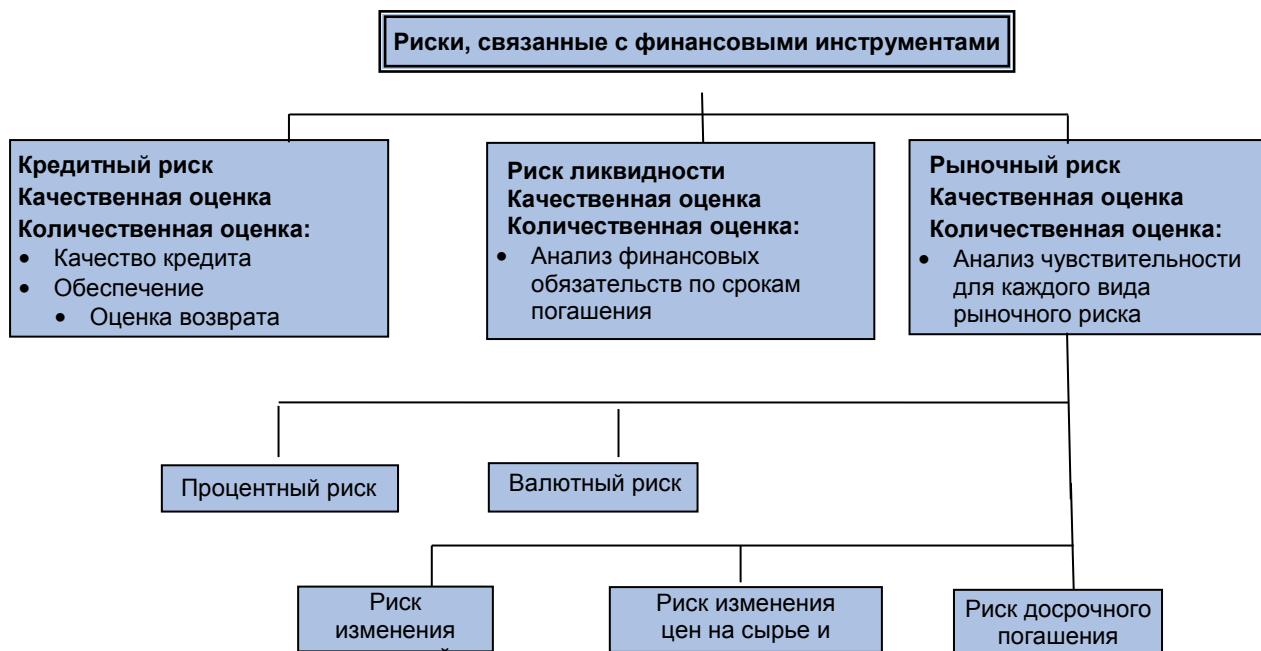 Риски, связанные с финансовыми инструментами
Кредитный риск
Качественная оценка
Количественная оценка:
• Качество кредита
• Обеспечение
• Оценка возврата
Риск ликвидности
Качественная оценка
Количественная оценка:
• Анализ финансовых
обязательств по срокам
погашения
Рыночный риск
Качественная оценка
Количественная оценка:
• Анализ чувствительности
для каждого вида
рыночного риска
Процентный риск
Валютный риск
Риск
изменения
Риск изменения
цен на сырье и
Риск досрочного
погашения